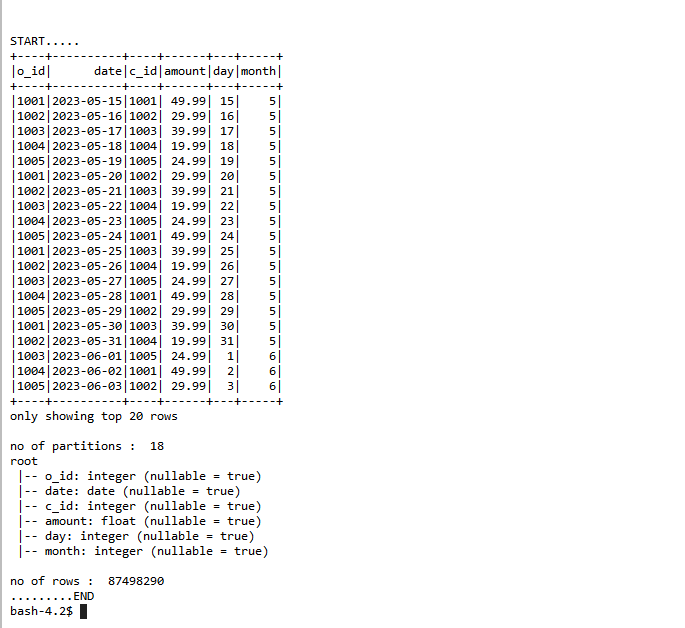 START.....
+----+----------+----+------+---+-----+
|o_id|      date|c_id|amount|day|month|
+----+----------+----+------+---+-----+
|1001|2023-05-15|1001| 49.99| 15|    5|
|1002|2023-05-16|1002| 29.99| 16|    5|
|1003|2023-05-17|1003| 39.99| 17|    5|
|1004|2023-05-18|1004| 19.99| 18|    5|
|1005|2023-05-19|1005| 24.99| 19|    5|
|1001|2023-05-20|1002| 29.99| 20|    5|
|1002|2023-05-21|1003| 39.99| 21|    5|
|1003|2023-05-22|1004| 19.99| 22|    5|
|1004|2023-05-23|1005| 24.99| 23|    5|
|1005|2023-05-24|1001| 49.99| 24|    5|
|1001|2023-05-25|1003| 39.99| 25|    5|
|1002|2023-05-26|1004| 19.99| 26|    5|
|1003|2023-05-27|1005| 24.99| 27|    5|
|1004|2023-05-28|1001| 49.99| 28|    5|
|1005|2023-05-29|1002| 29.99| 29|    5|
|1001|2023-05-30|1003| 39.99| 30|    5|
|1002|2023-05-31|1004| 19.99| 31|    5|
|1003|2023-06-01|1005| 24.99|  1|    6|
|1004|2023-06-02|1001| 49.99|  2|    6|
|1005|2023-06-03|1002| 29.99|  3|    6|
+----+----------+----+------+---+-----+
only showing top 20 rows
no of partitions :  18
root
 |-- o_id: integer (nullable = true)
 |-- date: date (nullable = true)
 |-- c_id: integer (nullable = true)
 |-- amount: float (nullable = true)
 |-- day: integer (nullable = true)
 |-- month: integer (nullable = true)
no of rows :  87498290
.........END
bash-4.2$